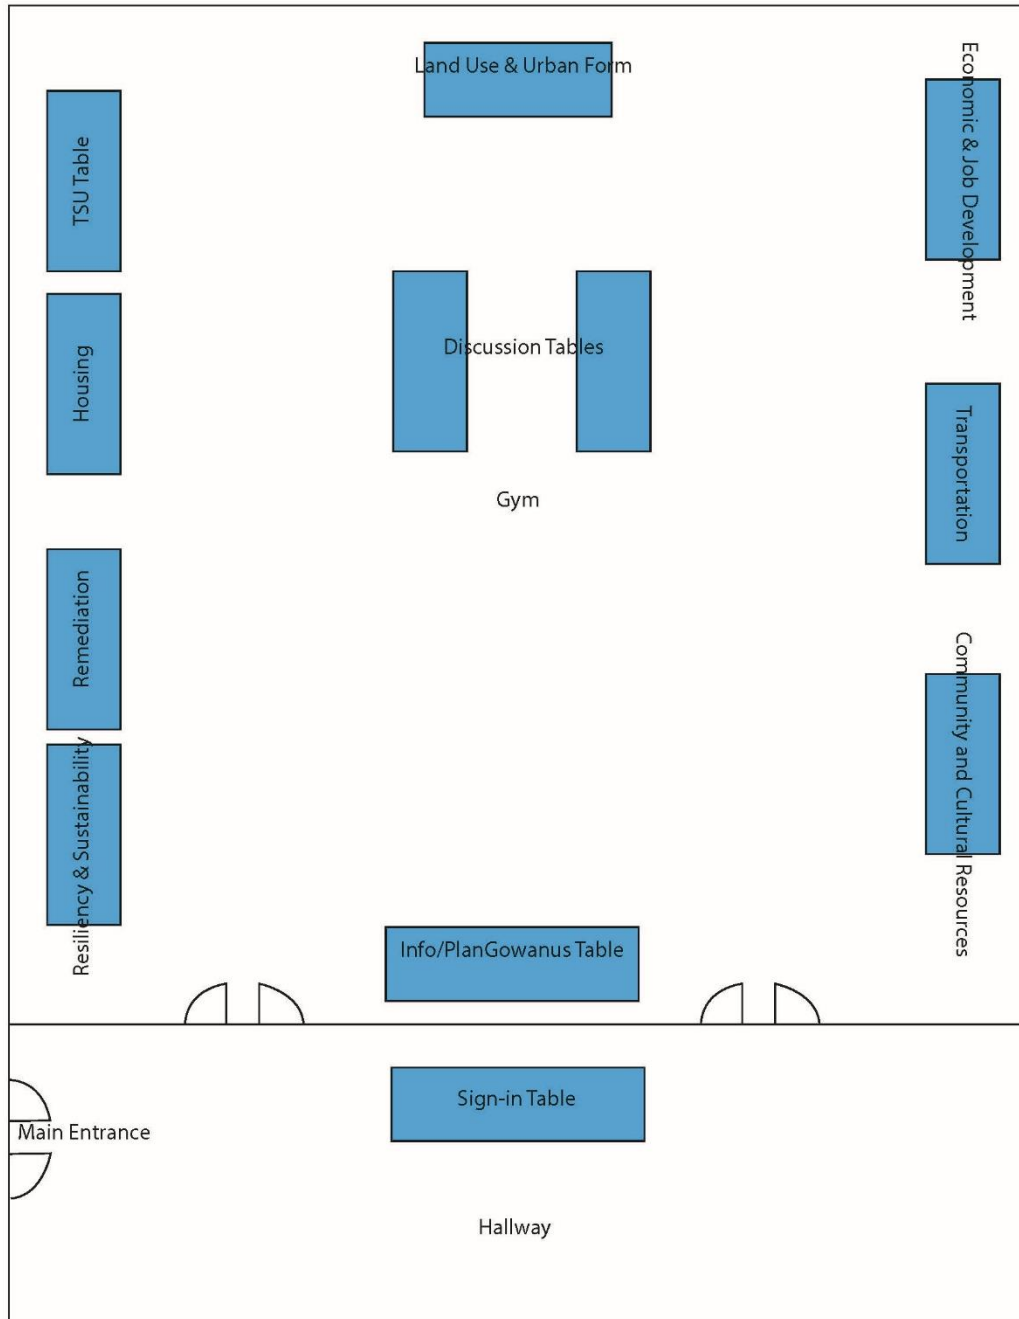 Land Use & Urban Form
TSU Table
Economic & Job Development
Housing
Discussion Tables
Transportation
Gym
Remediation
Community and Cultural Resources
Resiliency & Sustainability
Info/PlanGowanus Table
Sign-in Table
Main Entrance
Hallway